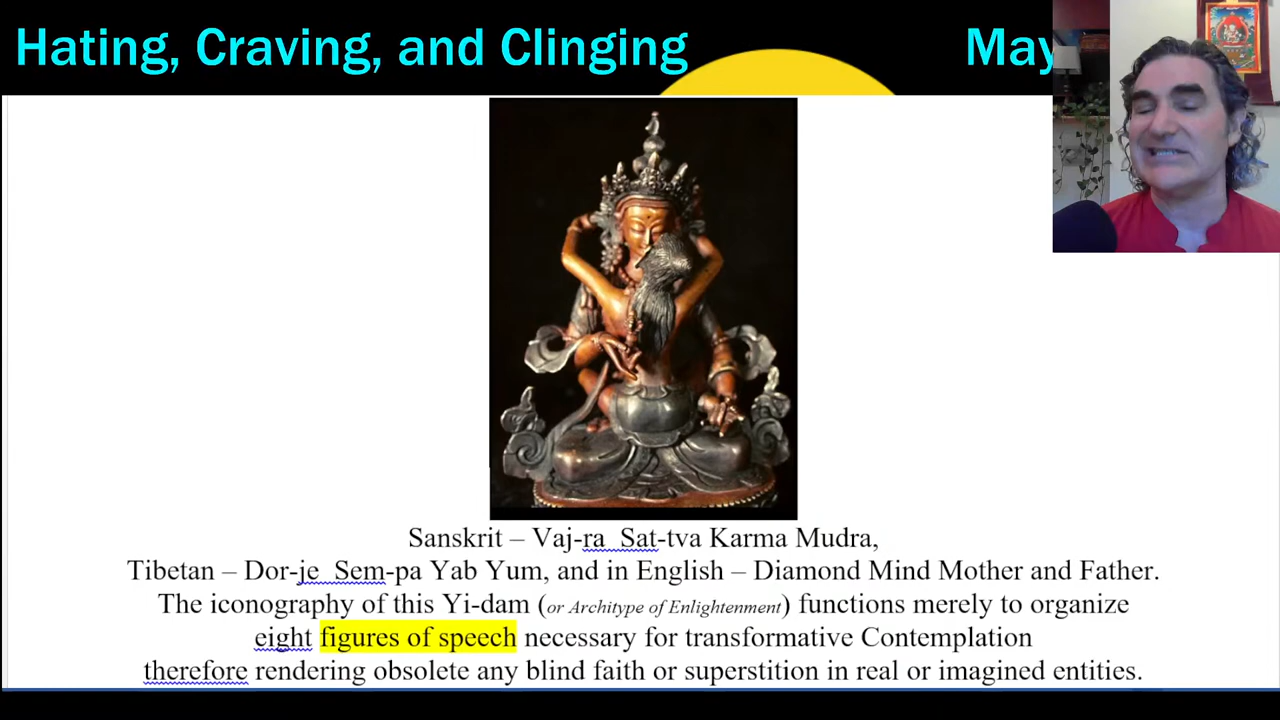 Hating, Craving, and Clinging
May
Sanskrit – Vaj-ra Sat-tva Karma Mudra,
Tibetan – Dor-je Sem-pa Yab Yum, and in English – Diamond Mind Mother and Father.
The iconography of this Yi-dam (or Architype of Enlightenment) functions merely to organize
eight figures of speech necessary for transformative Contemplation
therefore rendering obsolete any blind faith or superstition in real or imagined entities.